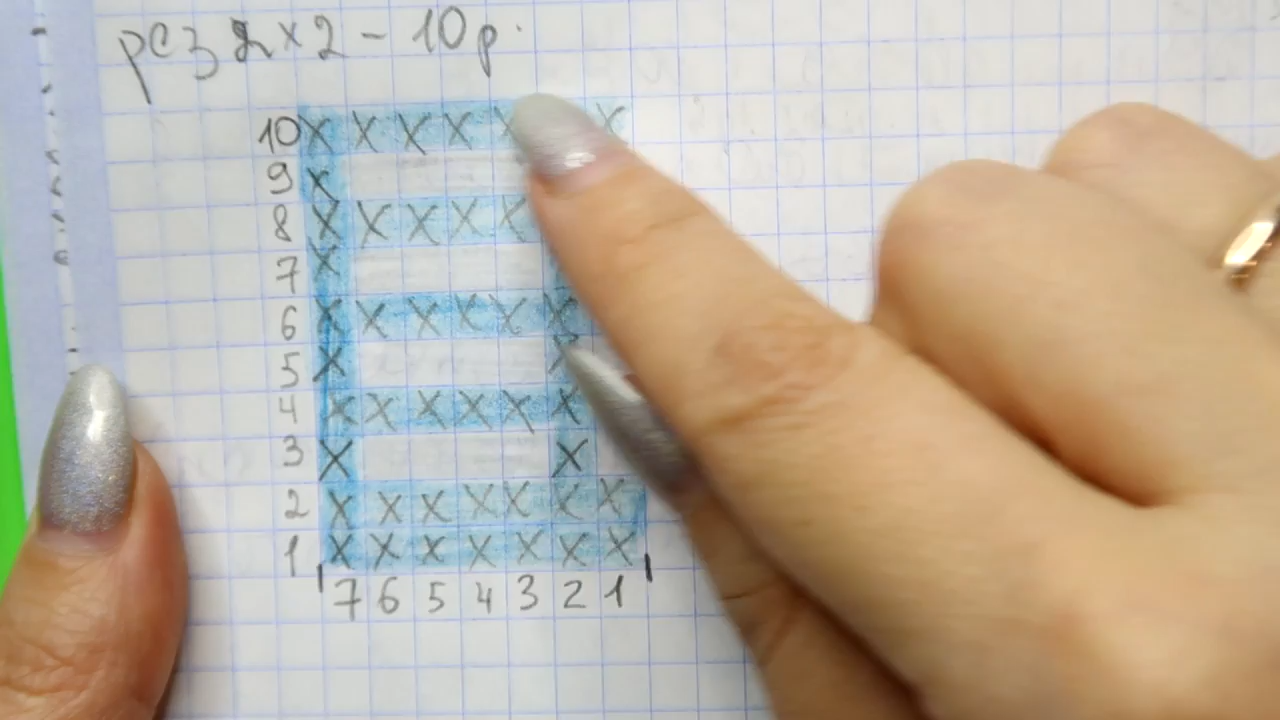 рез 2х2 - 10р.
10 X X X X X X
9 X
8 X X X X X
7 X
6 X X X X X X
5 X X
4 X X X X X X
3 X X
2 X X X X X X X
1 X X X X X X X
7 6 5 4 3 2 1